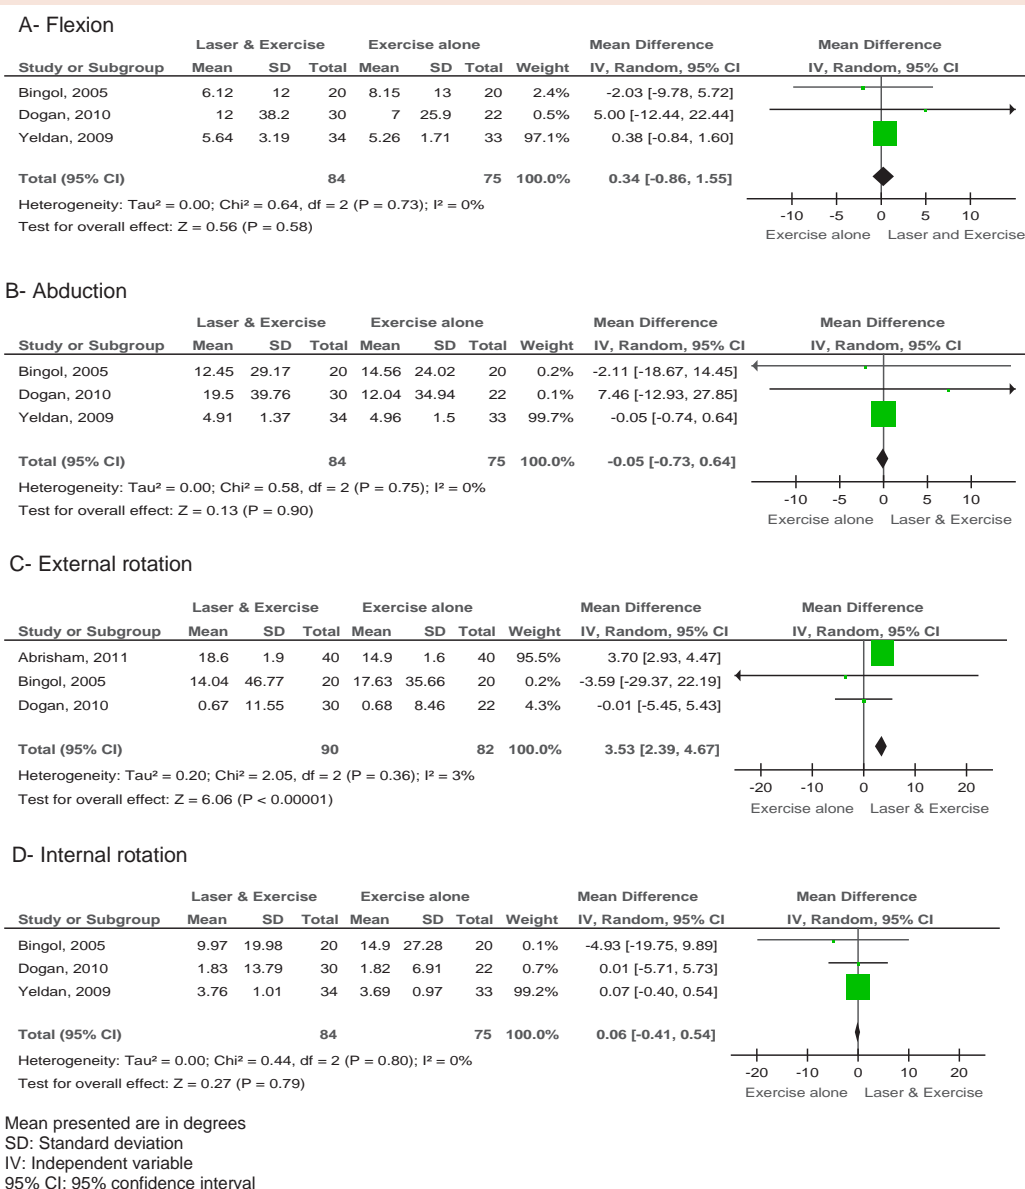 A- Flexion
Laser & Exercise Exercise alone Mean Difference Mean Difference
Study or Subgroup Mean SD Total Mean SD Total Weight IV, Random, 95% CI IV, Random, 95% CI
Bingol, 2005 6.12 12 20 8.15 13 20 2.4% -2.03 [-9.78, 5.72]
Dogan, 2010 12 38.2 30 7 25.9 22 0.5% 5.00 [-12.44, 22.44]
Yeldan, 2009 5.64 3.19 34 5.26 1.71 33 97.1% 0.38 [-0.84, 1.60]
Total (95% CI) 84 75 100.0% 0.34 [-0.86, 1.55]
Heterogeneity: Tau² = 0.00; Chi² = 0.64, df = 2 (P = 0.73); I² = 0%
Test for overall effect: Z = 0.56 (P = 0.58)
-10 -5 0 5 10
Exercise alone Laser and Exercise
B- Abduction
Laser & Exercise Exercise alone Mean Difference Mean Difference
Study or Subgroup Mean SD Total Mean SD Total Weight IV, Random, 95% CI IV, Random, 95% CI
Bingol, 2005 12.45 29.17 20 14.56 24.02 20 0.2% -2.11 [-18.67, 14.45]
Dogan, 2010 19.5 39.76 30 12.04 34.94 22 0.1% 7.46 [-12.93, 27.85]
Yeldan, 2009 4.91 1.37 34 4.96 1.5 33 99.7% -0.05 [-0.74, 0.64]
Total (95% CI) 84 75 100.0% -0.05 [-0.73, 0.64]
Heterogeneity: Tau² = 0.00; Chi² = 0.58, df = 2 (P = 0.75); I² = 0%
Test for overall effect: Z = 0.13 (P = 0.90)
-10 -5 0 5 10
Exercise alone Laser & Exercise
C- External rotation
Laser & Exercise Exercise alone Mean Difference Mean Difference
Study or Subgroup Mean SD Total Mean SD Total Weight IV, Random, 95% CI IV, Random, 95% CI
Abrisham, 2011 18.6 1.9 40 14.9 1.6 40 95.5% 3.70 [2.93, 4.47]
Bingol, 2005 14.04 46.77 20 17.63 35.66 20 0.2% -3.59 [-29.37, 22.19]
Dogan, 2010 0.67 11.55 30 0.68 8.46 22 4.3% -0.01 [-5.45, 5.43]
Total (95% CI) 90 82 100.0% 3.53 [2.39, 4.67]
Heterogeneity: Tau² = 0.20; Chi² = 2.05, df = 2 (P = 0.36); I² = 3%
Test for overall effect: Z = 6.06 (P < 0.00001)
-20 -10 0 10 20
Exercise alone Laser & Exercise
D- Internal rotation
Laser & Exercise Exercise alone Mean Difference Mean Difference
Study or Subgroup Mean SD Total Mean SD Total Weight IV, Random, 95% CI IV, Random, 95% CI
Bingol, 2005 9.97 19.98 20 14.9 27.28 20 0.1% -4.93 [-19.75, 9.89]
Dogan, 2010 1.83 13.79 30 1.82 6.91 22 0.7% 0.01 [-5.71, 5.73]
Yeldan, 2009 3.76 1.01 34 3.69 0.97 33 99.2% 0.07 [-0.40, 0.54]
Total (95% CI) 84 75 100.0% 0.06 [-0.41, 0.54]
Heterogeneity: Tau² = 0.00; Chi² = 0.44, df = 2 (P = 0.80); I² = 0%
Test for overall effect: Z = 0.27 (P = 0.79)
-20 -10 0 10 20
Exercise alone Laser & Exercise
Mean presented are in degrees
SD: Standard deviation
IV: Independent variable
95% CI: 95% confidence interval